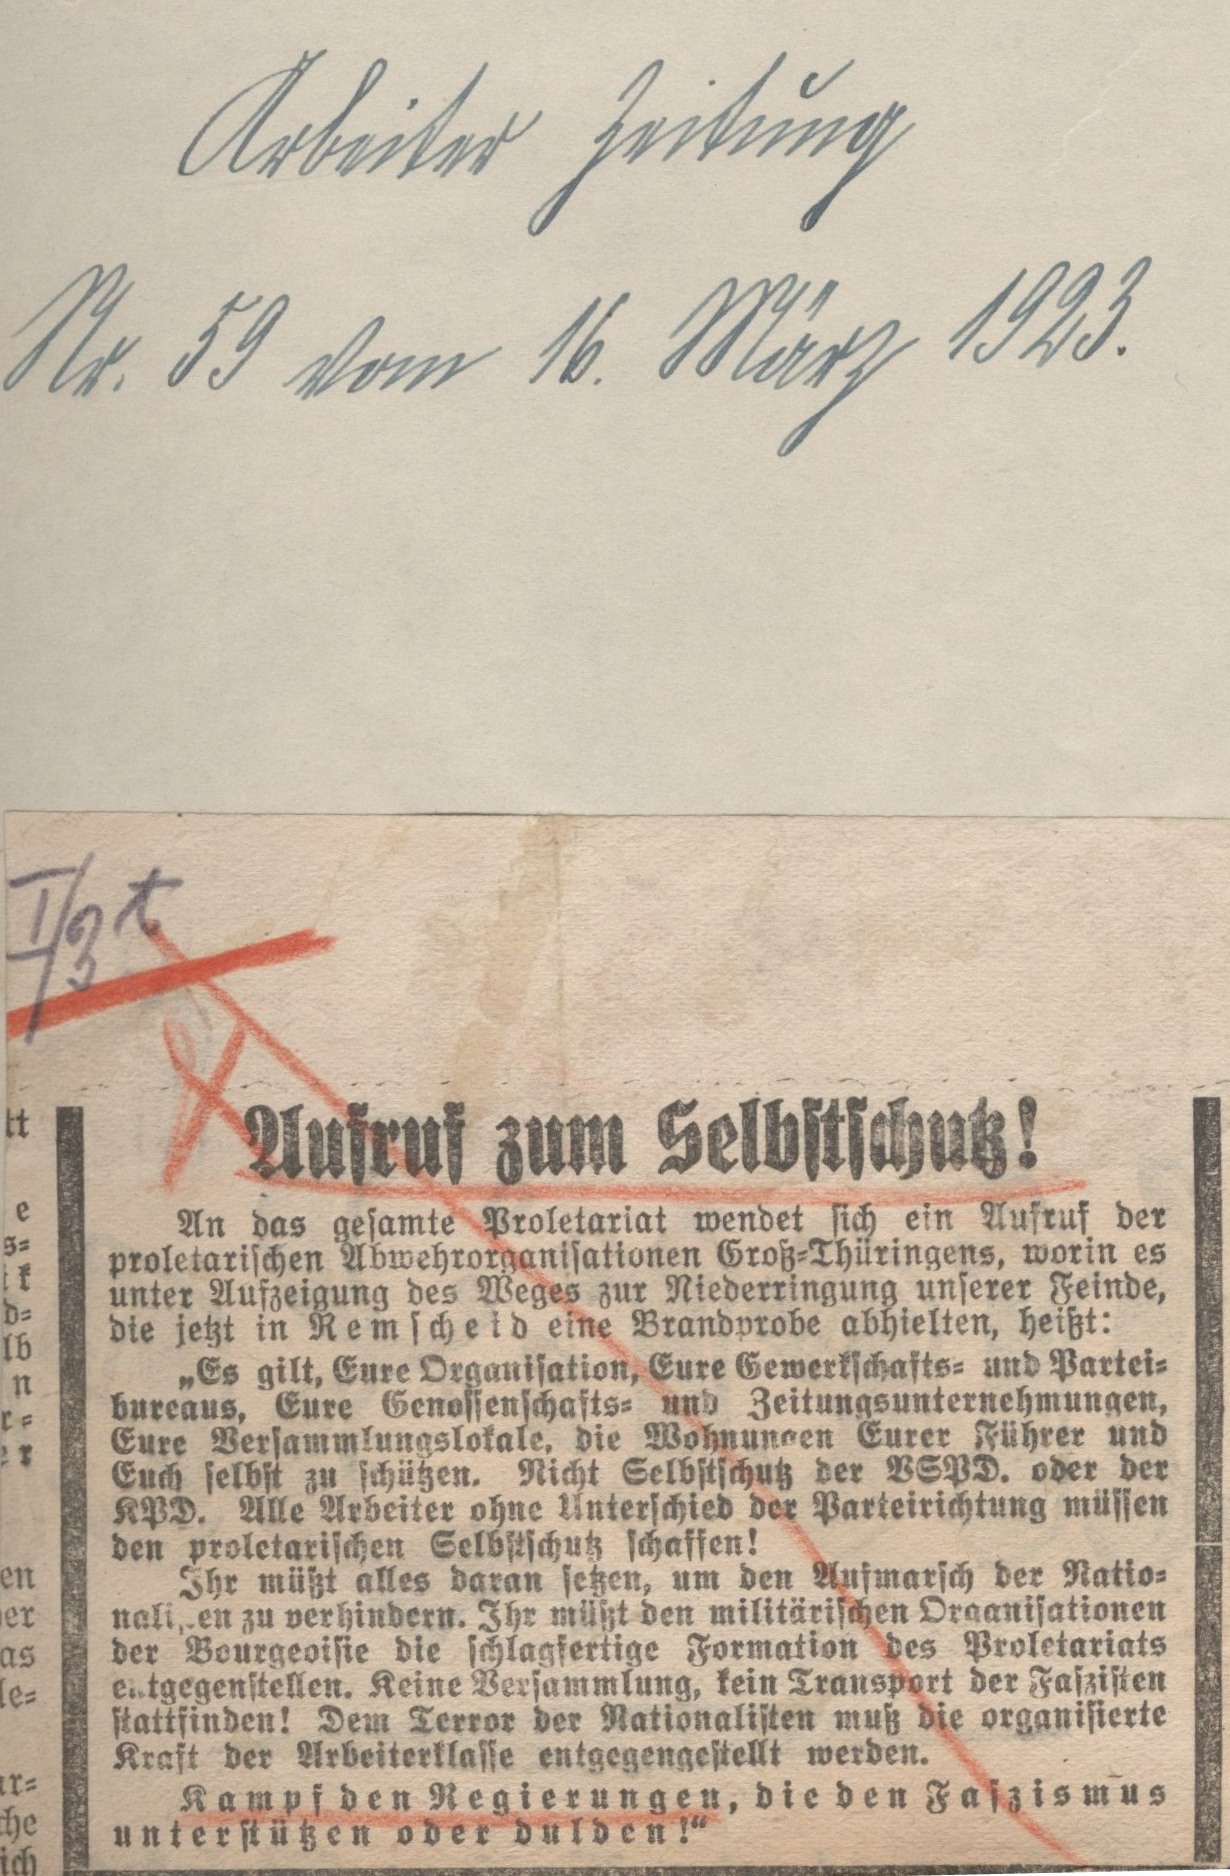 Arbeiter Zeitung
Nr. 59 vom 16. März 1923.
I/3
Aufruf zum Selbstschutz!
An das gesamte Proletariat wendet sich ein Aufruf der
proletarischen Abwehrorganisationen Groß-Thüringens, worin es
unter Aufzeigung des Weges zur Niederringung unserer Feinde,
die jetzt in Remscheid eine Brandprobe abhielten, heißt:
„Es gilt, Eure Organisation, Eure Gewerkschafts- und Partei-
bureaus, Eure Genossenschafts- und Zeitungsunternehmungen,
Eure Versammlungslokale, die Wohnungen Eurer Führer und
Euch selbst zu schützen. Nicht Selbstschutz der VSPD. oder der
KPD. Alle Arbeiter ohne Unterschied der Parteirichtung müssen
den proletarischen Selbstschutz schaffen!
Ihr müßt alles daran setzen, um den Aufmarsch der Natio-
nali..en zu verhindern. Ihr müßt den militärischen Organisationen
der Bourgeoisie die schlagfertige Formation des Proletariats
entgegenstellen. Keine Versammlung, kein Transport der Faszisten
stattfinden! Dem Terror der Nationalisten muß die organisierte
Kraft der Arbeiterklasse entgegengestellt werden.
Kampf den Regierungen, die den Faszismus
unterstützen oder dulden!“